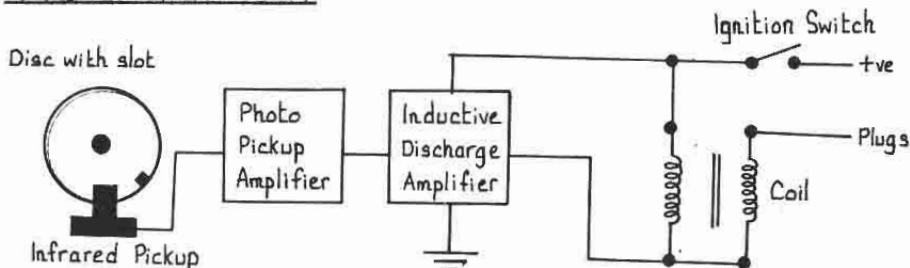 Ignition Switch
Disc with slot
+ve
Photo
Pickup
Amplifier
Inductive
Discharge
Amplifier
Plugs
Coil
Infrared Pickup